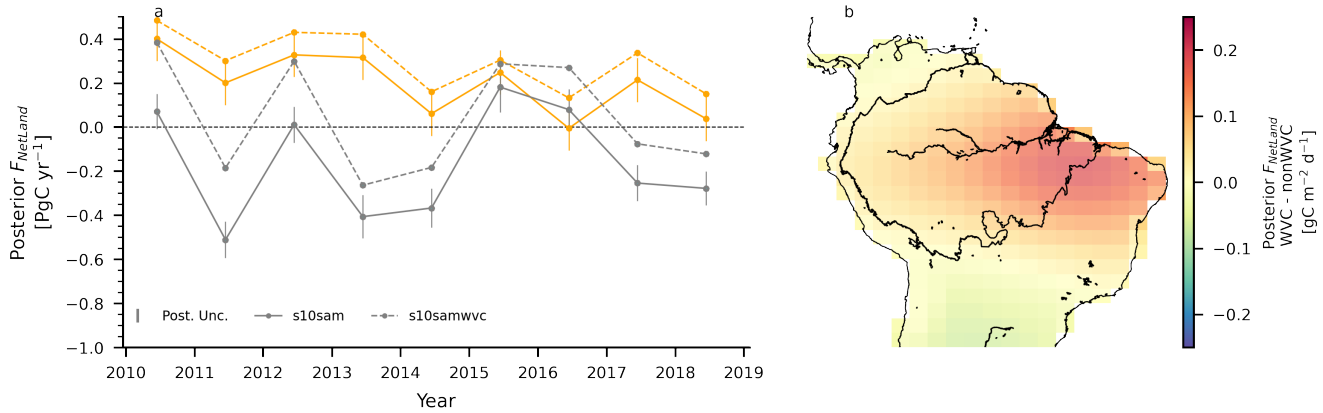 a
Posterior F_NetLand
[PgC yr⁻¹]
0.4
0.2
0.0
−0.2
−0.4
−0.6
−0.8
−1.0
Post. Unc.
s10sam
s10samwvc
2010
2011
2012
2013
2014
2015
2016
2017
2018
2019
Year
b
0.2
0.1
0.0
−0.1
−0.2
Posterior F_NetLand
WVC - nonWVC
[gC m⁻² d⁻¹]